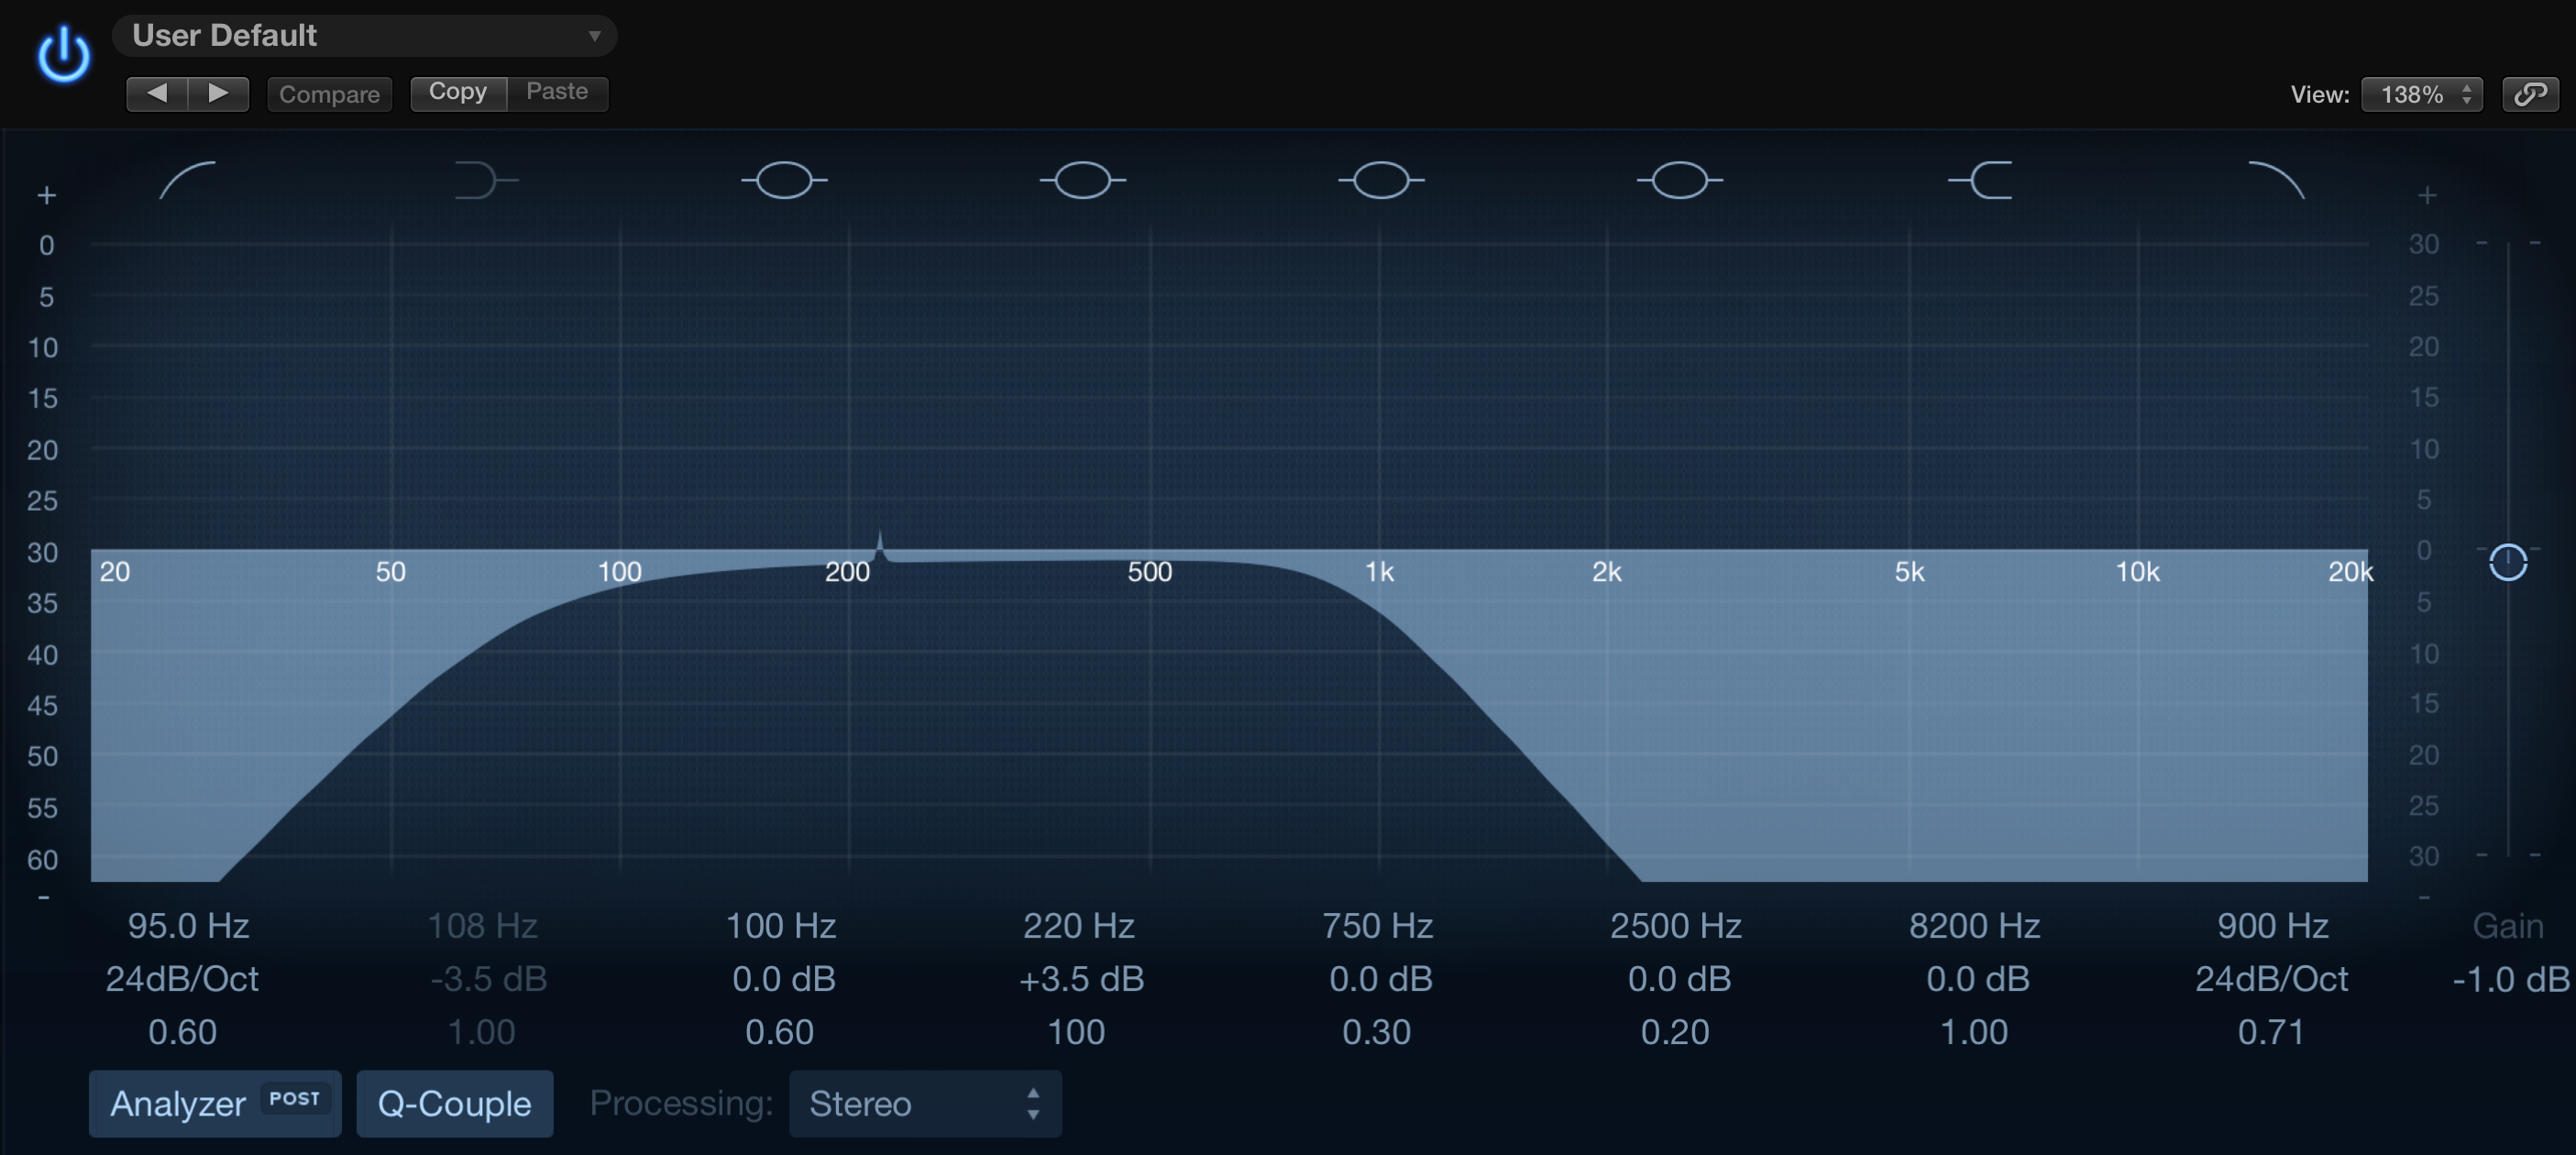 User Default
Compare Copy Paste View: 138%
+ +
0 30
5 25
10 20
15 15
20 10
25 5
30 0
20 50 100 200 500 1k 2k 5k 10k 20k
35 5
40 10
45 15
50 20
55 25
60 30
- -
95.0 Hz 108 Hz 100 Hz 220 Hz 750 Hz 2500 Hz 8200 Hz 900 Hz Gain
24dB/Oct -3.5 dB 0.0 dB +3.5 dB 0.0 dB 0.0 dB 0.0 dB 24dB/Oct -1.0 dB
0.60 1.00 0.60 100 0.30 0.20 1.00 0.71
Analyzer POST Q-Couple Processing: Stereo